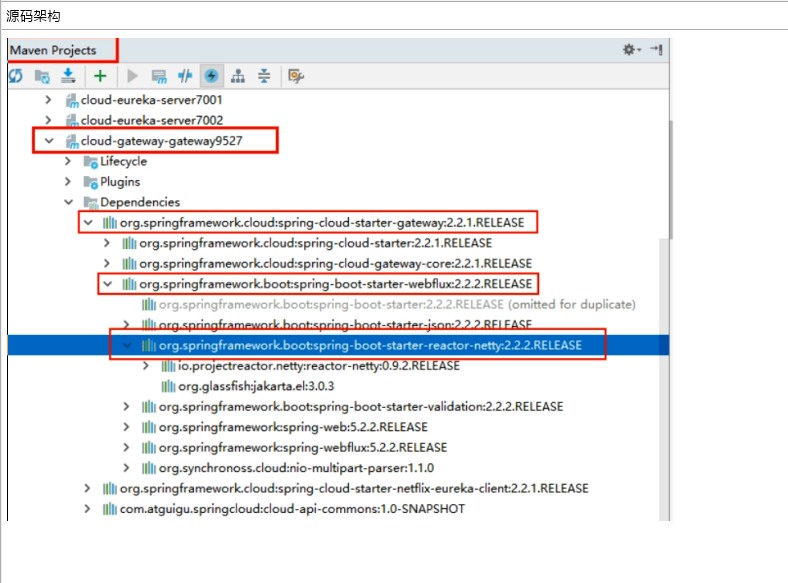 源码架构
Maven Projects
cloud-eureka-server7001
cloud-eureka-server7002
cloud-gateway-gateway9527
Lifecycle
Plugins
Dependencies
org.springframework.cloud:spring-cloud-starter-gateway:2.2.1.RELEASE
org.springframework.cloud:spring-cloud-starter:2.2.1.RELEASE
org.springframework.cloud:spring-cloud-gateway-core:2.2.1.RELEASE
org.springframework.boot:spring-boot-starter-webflux:2.2.2.RELEASE
org.springframework.boot:spring-boot-starter:2.2.2.RELEASE (omitted for duplicate)
org.springframework.boot:spring-boot-starter-json:2.2.2.RELEASE
org.springframework.boot:spring-boot-starter-reactor-netty:2.2.2.RELEASE
io.projectreactor.netty:reactor-netty:0.9.2.RELEASE
org.glassfish:jakarta.el:3.0.3
org.springframework.boot:spring-boot-starter-validation:2.2.2.RELEASE
org.springframework:spring-web:5.2.2.RELEASE
org.springframework:spring-webflux:5.2.2.RELEASE
org.synchronoss.cloud:nio-multipart-parser:1.1.0
org.springframework.cloud:spring-cloud-starter-netflix-eureka-client:2.2.1.RELEASE
com.atguigu.springcloud:cloud-api-commons:1.0-SNAPSHOT